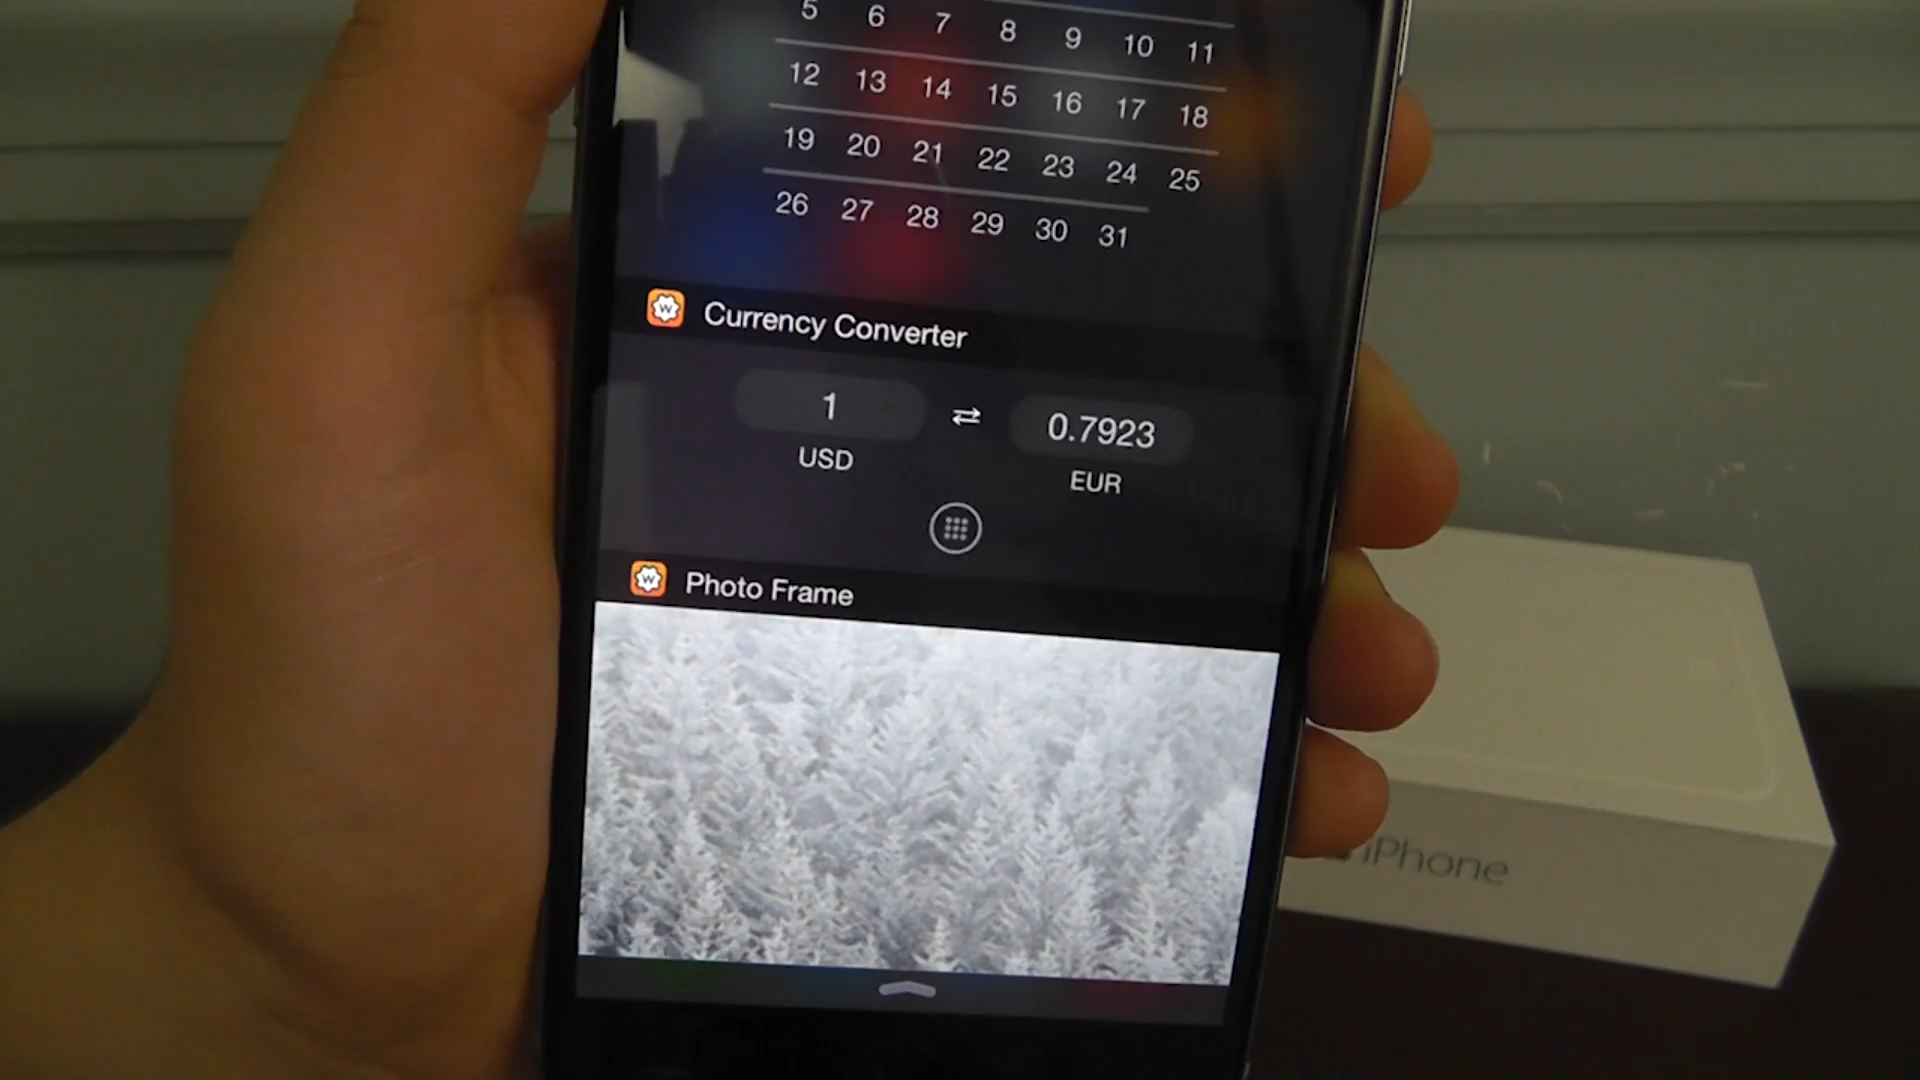 5 6 7 8 9 10 11
12 13 14 15 16 17 18
19 20 21 22 23 24 25
26 27 28 29 30 31
W Currency Converter
1 ⇄ 0.7923
USD EUR
W Photo Frame
iPhone